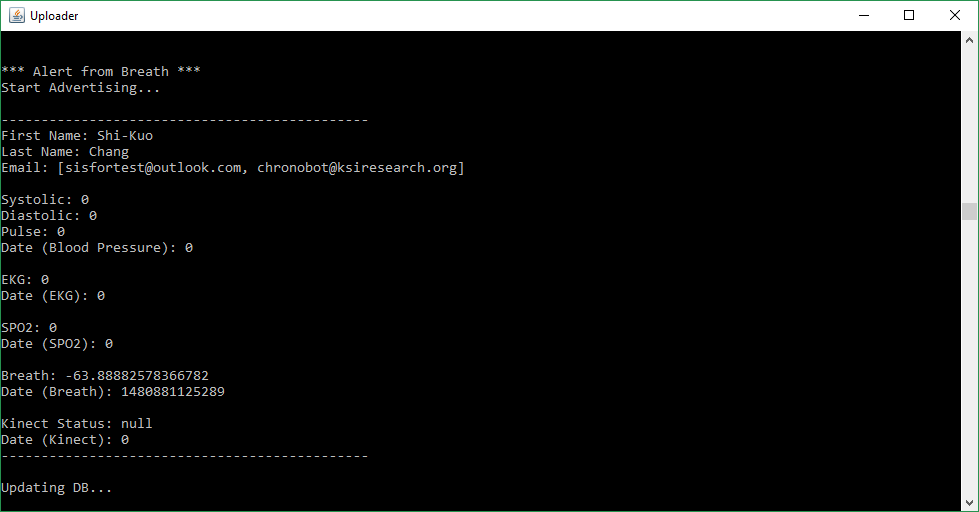 Uploader
*** Alert from Breath ***
Start Advertising...
----------------------------------------------
First Name: Shi-Kuo
Last Name: Chang
Email: [sisfortest@outlook.com, chronobot@ksiresearch.org]
Systolic: 0
Diastolic: 0
Pulse: 0
Date (Blood Pressure): 0
EKG: 0
Date (EKG): 0
SPO2: 0
Date (SPO2): 0
Breath: -63.88882578366782
Date (Breath): 1480881125289
Kinect Status: null
Date (Kinect): 0
----------------------------------------------
Updating DB...